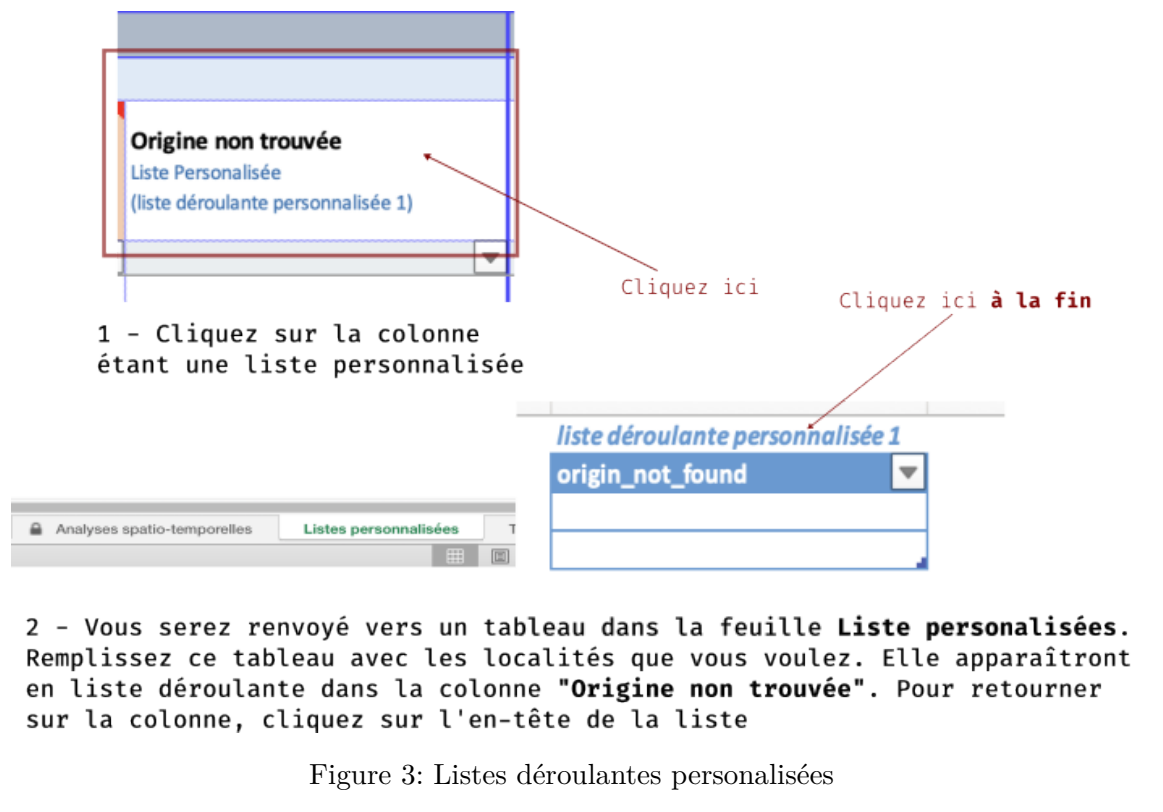 Origine non trouvée
Liste Personalisée
(liste déroulante personnalisée 1)
Cliquez ici
Cliquez ici à la fin
1 – Cliquez sur la colonne
étant une liste personnalisée
liste déroulante personnalisée 1
origin_not_found
Analyses spatio-temporelles
Listes personnalisées
T
2 – Vous serez renvoyé vers un tableau dans la feuille Liste personalisées.
Remplissez ce tableau avec les localités que vous voulez. Elle apparaîtront
en liste déroulante dans la colonne "Origine non trouvée". Pour retourner
sur la colonne, cliquez sur l'en-tête de la liste
Figure 3: Listes déroulantes personalisées